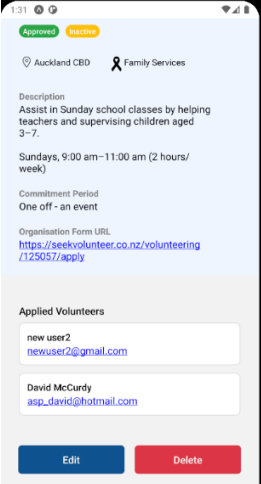 1:31
Approved Inactive
Auckland CBD Family Services
Description
Assist in Sunday school classes by helping
teachers and supervising children aged
3–7.
Sundays, 9:00 am–11:00 am (2 hours/
week)
Commitment Period
One off - an event
Organisation Form URL
https://seekvolunteer.co.nz/volunteering
/125057/apply
Applied Volunteers
new user2
newuser2@gmail.com
David McCurdy
asp_david@hotmail.com
Edit Delete